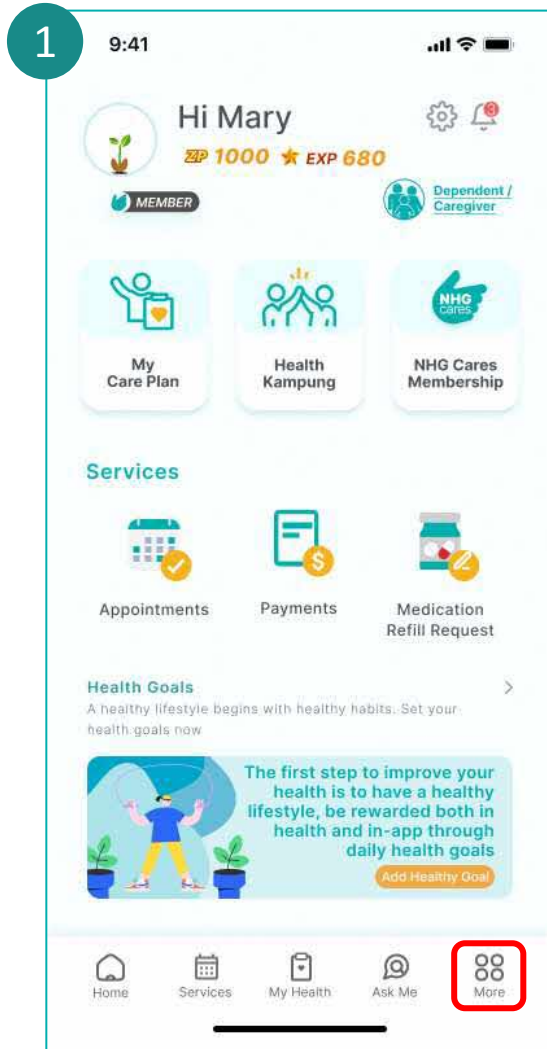 1
9:41
Hi Mary
3
ZP 1000 EXP 680
MEMBER
Dependent /
Caregiver
NHG
cares
My
Care Plan
Health
Kampung
NHG Cares
Membership
Services
$
Appointments
Payments
Medication
Refill Request
Health Goals
A healthy lifestyle begins with healthy habits. Set your
health goals now
The first step to improve your
health is to have a healthy
lifestyle, be rewarded both in
health and in-app through
daily health goals
Add Healthy Goal
Home
Services
My Health
Ask Me
More